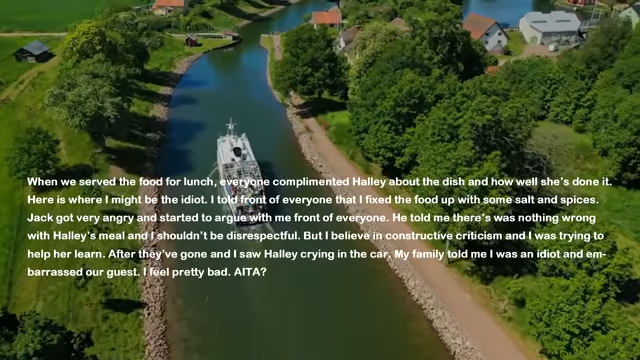 When we served the food for lunch, everyone complimented Halley about the dish and how well she's done it.
Here is where I might be the idiot. I told front of everyone that I fixed the food up with some salt and spices.
Jack got very angry and started to argue with me front of everyone. He told me there's was nothing wrong
with Halley's meal and I shouldn't be disrespectful. But I believe in constructive criticism and I was trying to
help her learn. After they've gone and I saw Halley crying in the car. My family told me I was an idiot and em-
barrassed our guest. I feel pretty bad. AITA?